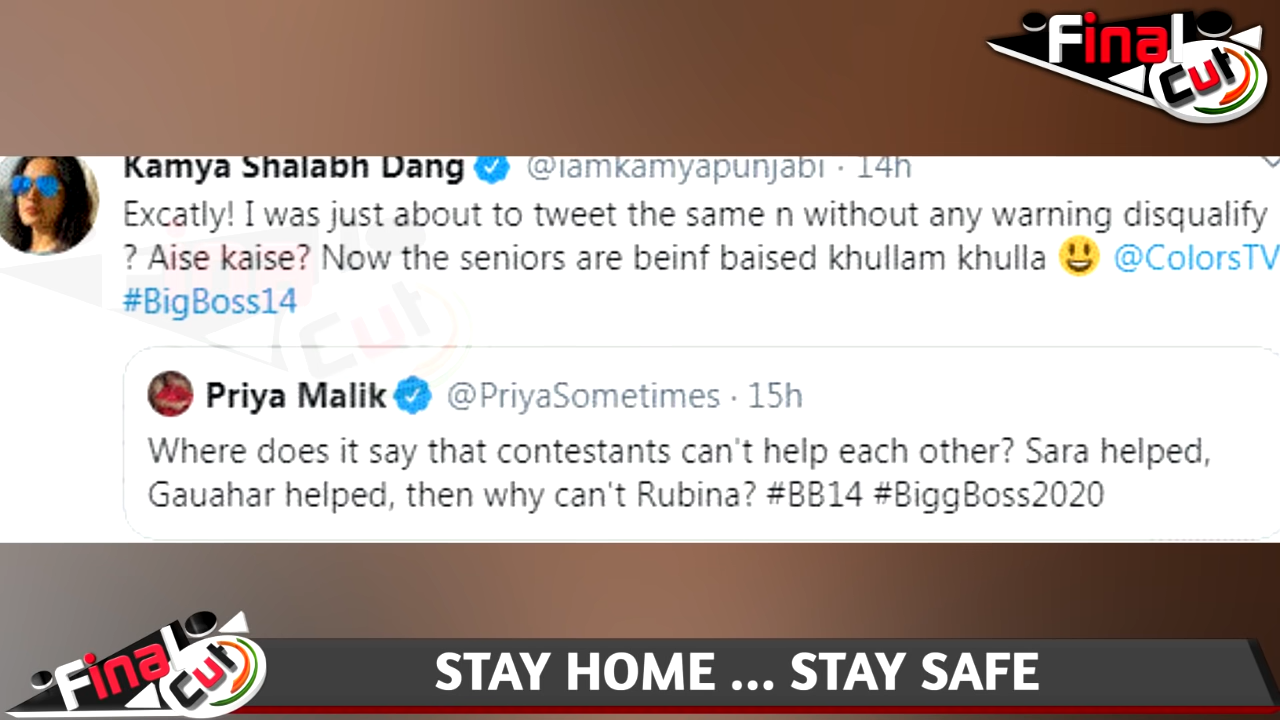 Final
Cut
Kamya Shalabh Dang @iamkamyapunjabi · 14h
Excatly! I was just about to tweet the same n without any warning disqualify
? Aise kaise? Now the seniors are beinf baised khullam khulla 😃 @ColorsTV
#BigBoss14
Priya Malik @PriyaSometimes · 15h
Where does it say that contestants can't help each other? Sara helped,
Gauahar helped, then why can't Rubina? #BB14 #BiggBoss2020
Final
Cut
STAY HOME ... STAY SAFE